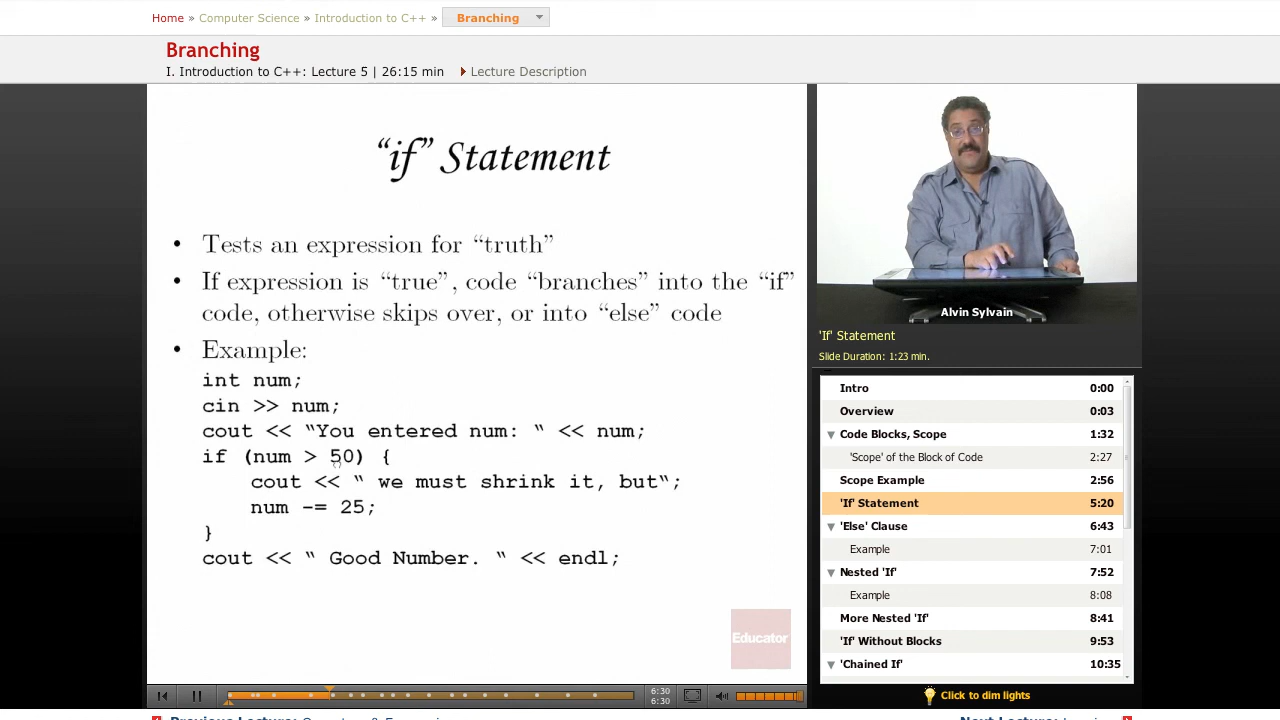 Home » Computer Science » Introduction to C++ » Branching
Branching
I. Introduction to C++: Lecture 5 | 26:15 min Lecture Description
“if” Statement
• Tests an expression for “truth”
• If expression is “true”, code “branches” into the “if”
code, otherwise skips over, or into “else” code
• Example:
int num;
cin >> num;
cout << “You entered num: “ << num;
if (num > 50) {
cout << “ we must shrink it, but“;
num -= 25;
}
cout << “ Good Number. “ << endl;
Educator
Alvin Sylvain
'If' Statement
Slide Duration: 1:23 min.
Intro 0:00
Overview 0:03
Code Blocks, Scope 1:32
'Scope' of the Block of Code 2:27
Scope Example 2:56
'If' Statement 5:20
'Else' Clause 6:43
Example 7:01
Nested 'If' 7:52
Example 8:08
More Nested 'If' 8:41
'If' Without Blocks 9:53
'Chained If' 10:35
6:30
6:30
Click to dim lights
Previous Lecture:
Next Lecture: